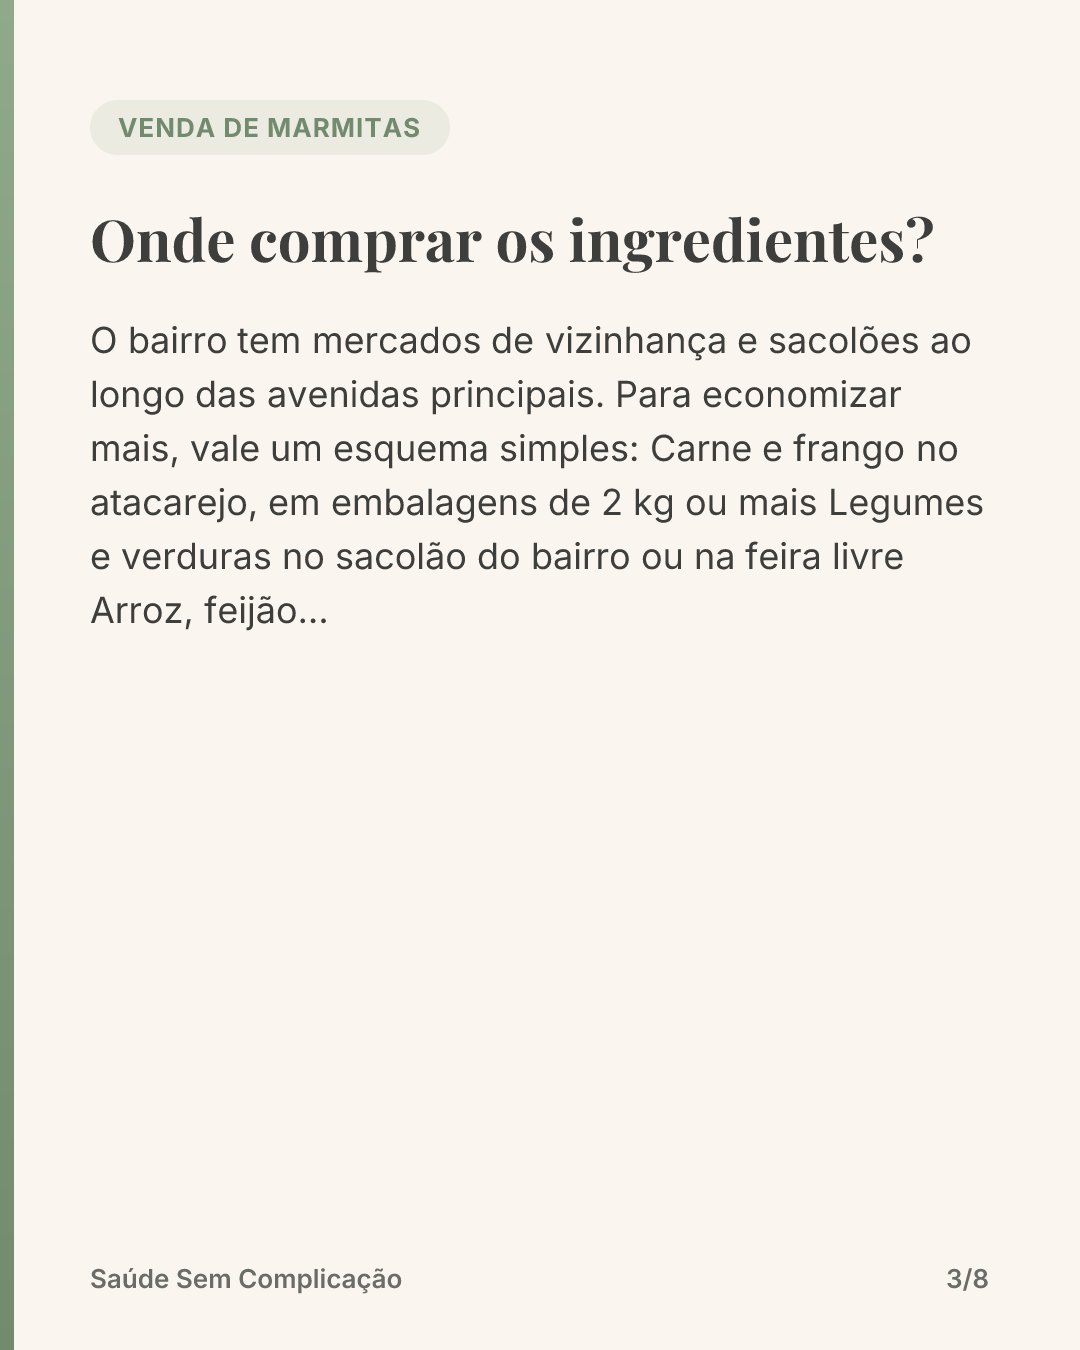 VENDA DE MARMITAS
Onde comprar os ingredientes?
O bairro tem mercados de vizinhança e sacolões ao
longo das avenidas principais. Para economizar
mais, vale um esquema simples: Carne e frango no
atacarejo, em embalagens de 2 kg ou mais Legumes
e verduras no sacolão do bairro ou na feira livre
Arroz, feijão...
Saúde Sem Complicação
3/8